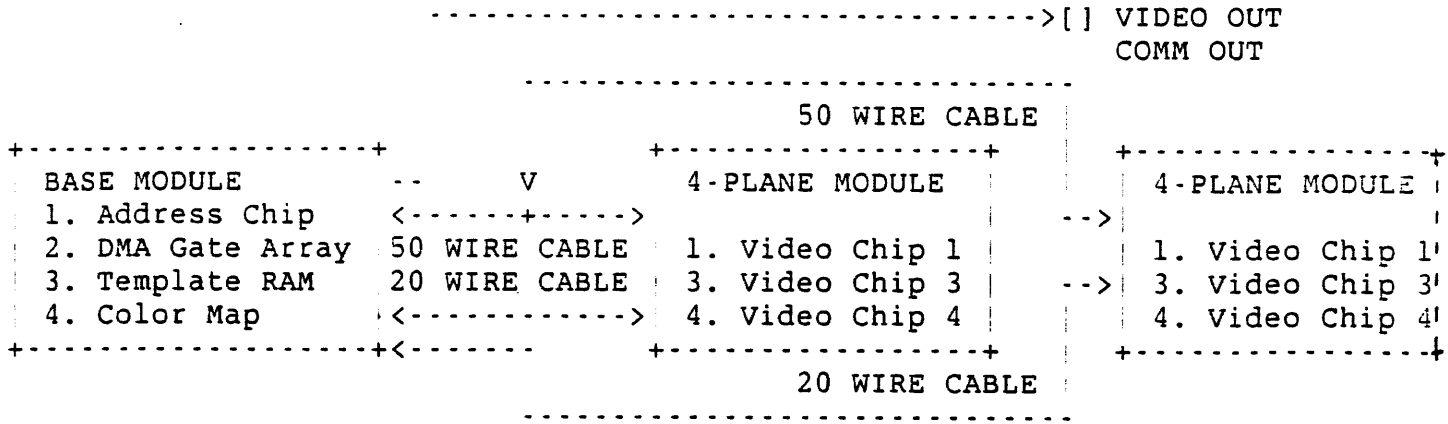 [ ] VIDEO OUT
COMM OUT
50 WIRE CABLE
BASE MODULE -- V 4-PLANE MODULE 4-PLANE MODULE
1. Address Chip
2. DMA Gate Array 50 WIRE CABLE 1. Video Chip 1 1. Video Chip 1
3. Template RAM 20 WIRE CABLE 3. Video Chip 3 3. Video Chip 3
4. Color Map 4. Video Chip 4 4. Video Chip 4
20 WIRE CABLE